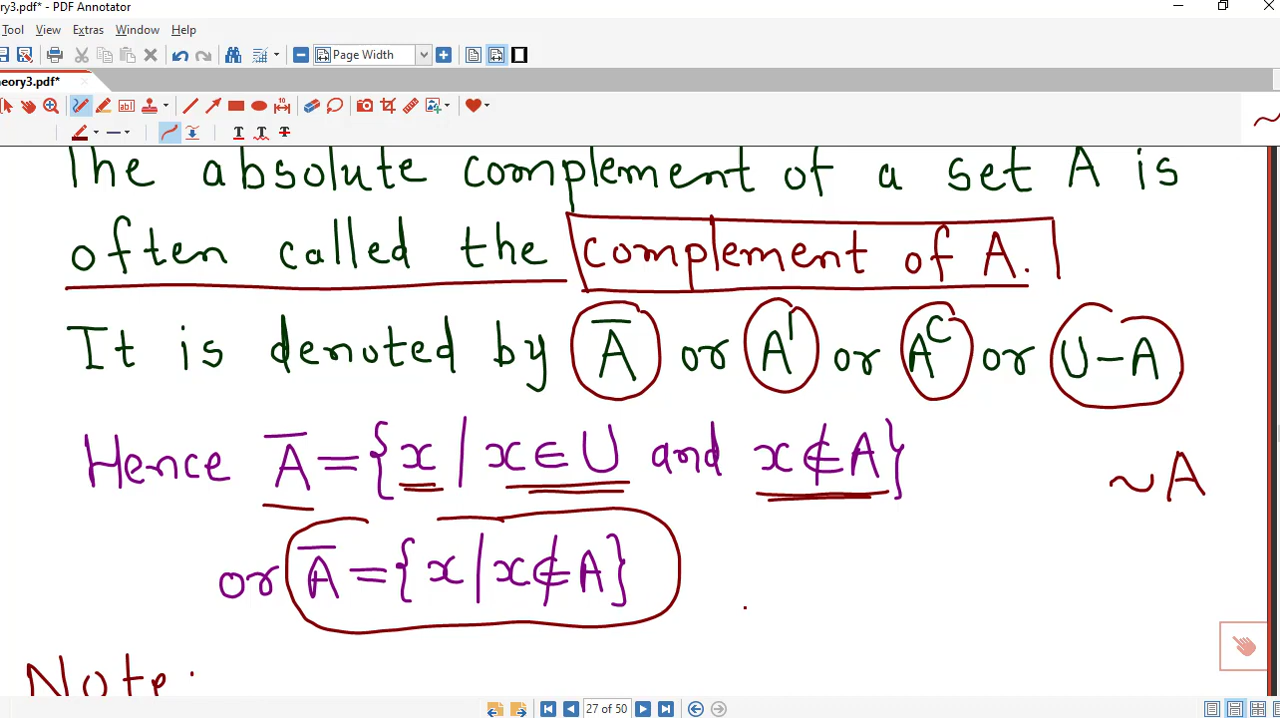 ory3.pdf* - PDF Annotator
Tool View Extras Window Help
Page Width
eory3.pdf*
The absolute complement of a set A is
often called the complement of A.
It is denoted by A̅ or A' or Aᶜ or U-A
Hence A̅={x|x∈U and x∉A}
~A
or A̅={x|x∉A}
Note:
27 of 50